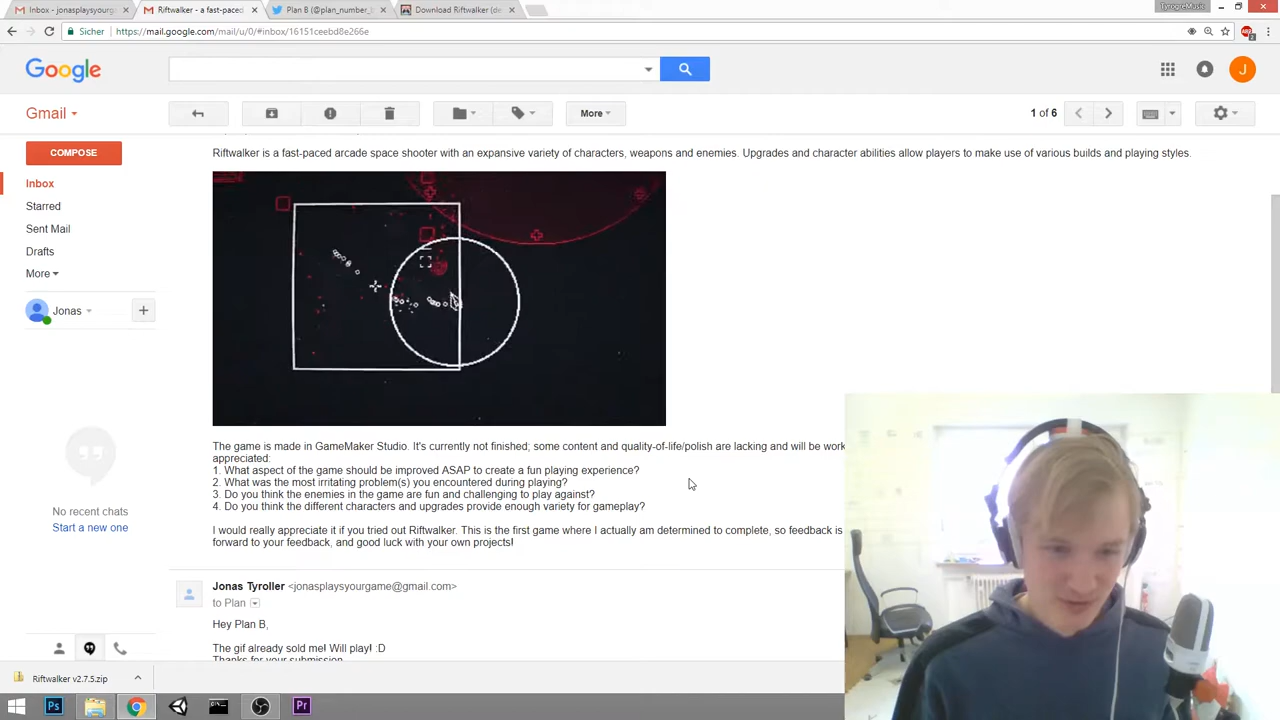 Inbox - jonasplaysyourg
Riftwalker - a fast-paced
Plan B (@plan_number_
Download Riftwalker (de
TyrogreMusis
Sicher
https://mail.google.com/mail/u/0/#inbox/16151ceebd8e266e
Google
J
Gmail
More
1 of 6
COMPOSE
Inbox
Starred
Sent Mail
Drafts
More
Jonas
No recent chats
Start a new one
Riftwalker is a fast-paced arcade space shooter with an expansive variety of characters, weapons and enemies. Upgrades and character abilities allow players to make use of various builds and playing styles.
The game is made in GameMaker Studio. It's currently not finished; some content and quality-of-life/polish are lacking and will be work
appreciated:
1. What aspect of the game should be improved ASAP to create a fun playing experience?
2. What was the most irritating problem(s) you encountered during playing?
3. Do you think the enemies in the game are fun and challenging to play against?
4. Do you think the different characters and upgrades provide enough variety for gameplay?
I would really appreciate it if you tried out Riftwalker. This is the first game where I actually am determined to complete, so feedback is
forward to your feedback, and good luck with your own projects!
Jonas Tyroller <jonasplaysyourgame@gmail.com>
to Plan
Hey Plan B,
The gif already sold me! Will play! :D
Thanks for your submission
Riftwalker v2.7.5.zip
Ps
Pr